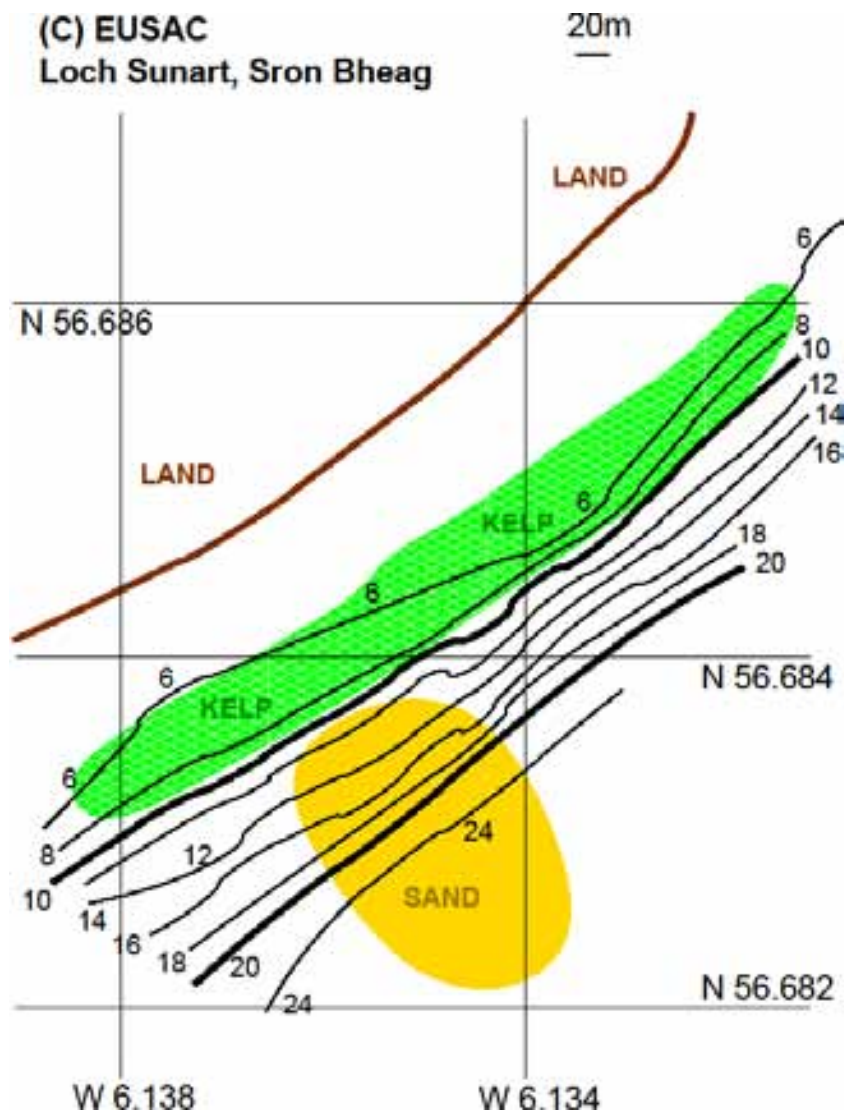 (C) EUSAC
20m
Loch Sunart, Sron Bheag
LAND
6
N 56.686
8
10
12
14
16
LAND
6
KELP
18
20
6
6
N 56.684
KELP
6
24
8
12
10
SAND
14
16
18
20
N 56.682
24
W 6.138
W 6.134